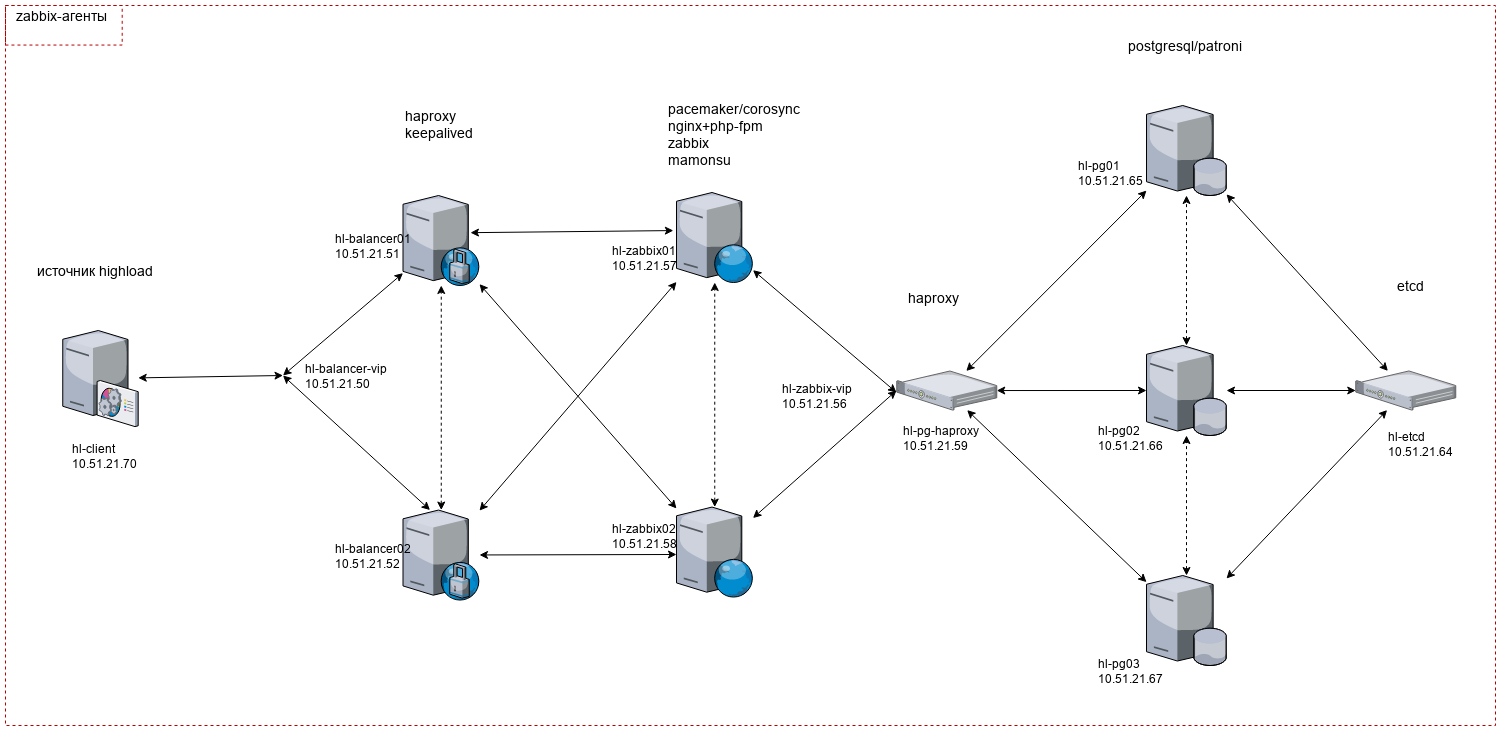 zabbix-агенты
postgresql/patroni
haproxy
keepalived
pacemaker/corosync
nginx+php-fpm
zabbix
mamonsu
hl-pg01
10.51.21.65
hl-balancer01
10.51.21.51
hl-zabbix01
10.51.21.57
источник highload
haproxy
etcd
hl-balancer-vip
10.51.21.50
hl-zabbix-vip
10.51.21.56
hl-client
10.51.21.70
hl-pg-haproxy
10.51.21.59
hl-pg02
10.51.21.66
hl-etcd
10.51.21.64
hl-balancer02
10.51.21.52
hl-zabbix02
10.51.21.58
hl-pg03
10.51.21.67